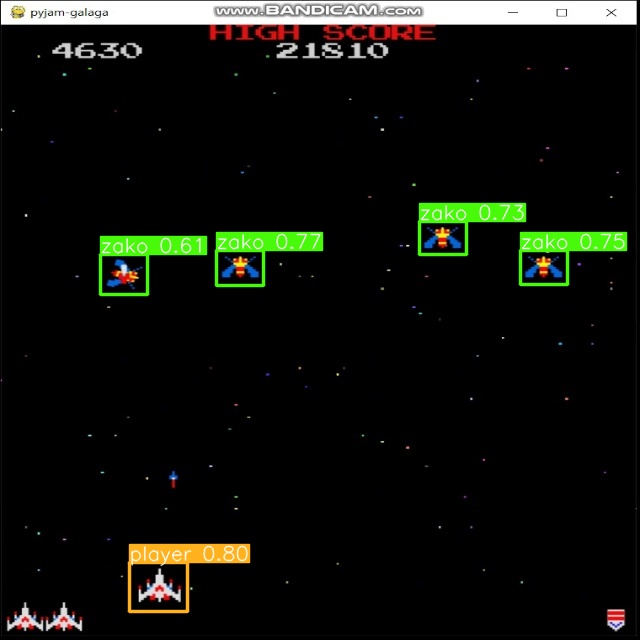 pyjam-galaga
WWW.BANDICAM.COM
HIGH SCORE
4630 21810
zako 0.73
zako 0.61 zako 0.77 zako 0.75
player 0.80